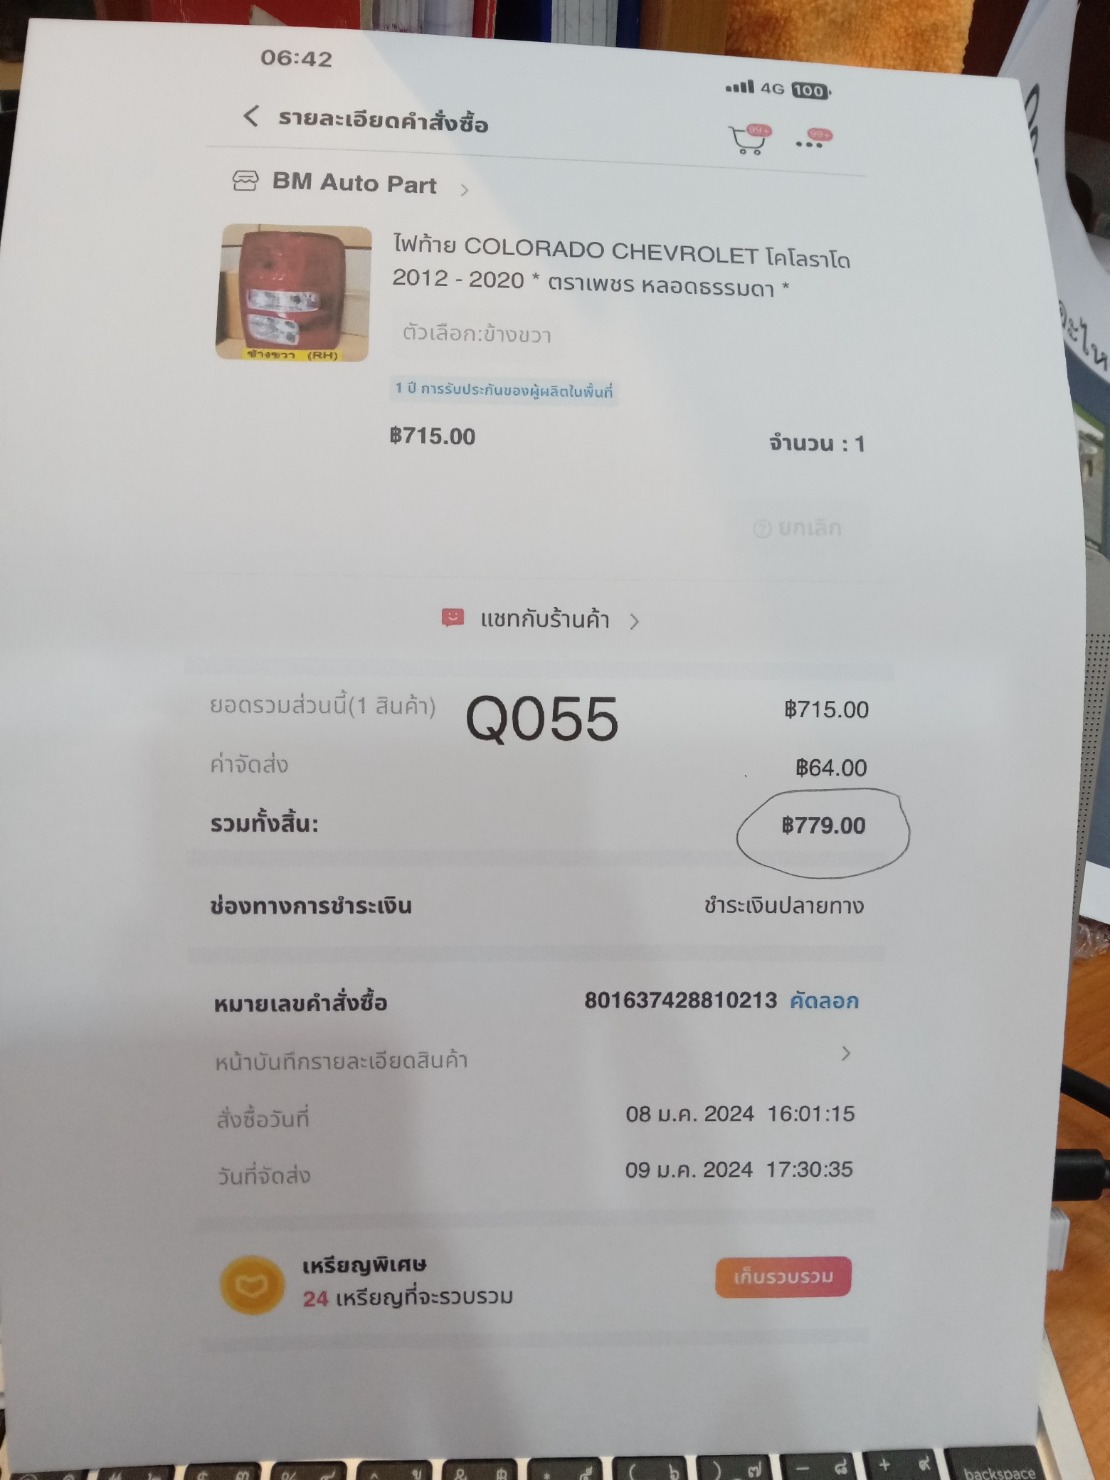 06:42
4G 100
รายละเอียดคำสั่งซื้อ
99+
99+
BM Auto Part
ไฟท้าย COLORADO CHEVROLET โคโลราโด
2012 - 2020 * ตราเพชร หลอดธรรมดา *
ข้างขวา (RH)
ตัวเลือก:ข้างขวา
1 ปี การรับประกันของผู้ผลิตในพื้นที่
฿715.00 จำนวน : 1
ยกเลิก
แชทกับร้านค้า
ยอดรวมส่วนนี้(1 สินค้า) Q055 ฿715.00
ค่าจัดส่ง ฿64.00
รวมทั้งสิ้น: ฿779.00
ช่องทางการชำระเงิน ชำระเงินปลายทาง
หมายเลขคำสั่งซื้อ 801637428810213 คัดลอก
หน้าบันทึกรายละเอียดสินค้า
สั่งซื้อวันที่ 08 ม.ค. 2024 16:01:15
วันที่จัดส่ง 09 ม.ค. 2024 17:30:35
เหรียญพิเศษ
24 เหรียญที่จะรวบรวม เก็บรวบรวม
backspace